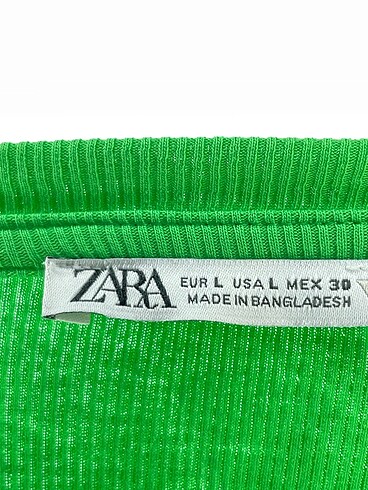 ZARA
EUR L USA L MEX 30
MADE IN BANGLADESH